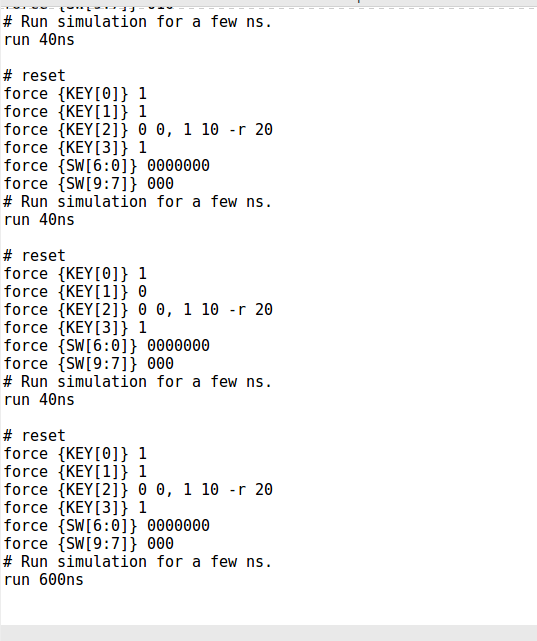 # Run simulation for a few ns.
run 40ns
# reset
force {KEY[0]} 1
force {KEY[1]} 1
force {KEY[2]} 0 0, 1 10 -r 20
force {KEY[3]} 1
force {SW[6:0]} 0000000
force {SW[9:7]} 000
# Run simulation for a few ns.
run 40ns
# reset
force {KEY[0]} 1
force {KEY[1]} 0
force {KEY[2]} 0 0, 1 10 -r 20
force {KEY[3]} 1
force {SW[6:0]} 0000000
force {SW[9:7]} 000
# Run simulation for a few ns.
run 40ns
# reset
force {KEY[0]} 1
force {KEY[1]} 1
force {KEY[2]} 0 0, 1 10 -r 20
force {KEY[3]} 1
force {SW[6:0]} 0000000
force {SW[9:7]} 000
# Run simulation for a few ns.
run 600ns